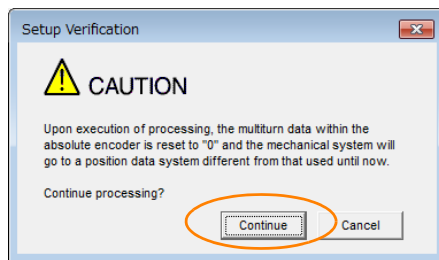 Setup Verification
CAUTION
Upon execution of processing, the multiturn data within the
absolute encoder is reset to "0" and the mechanical system will
go to a position data system different from that used until now.
Continue processing?
Continue Cancel